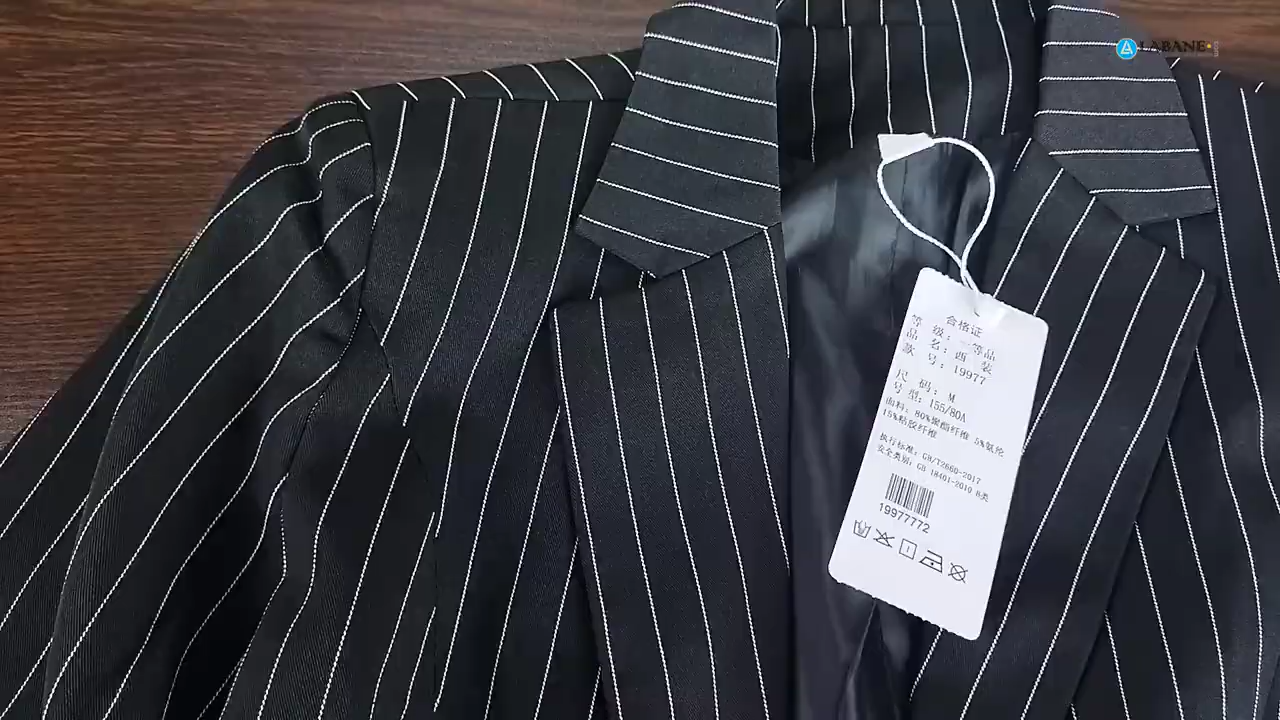 LABANE
合格证
等 级：一等品
品 名：西 装
款 号：19977
尺 码：M
号 型：155/80A
面料：80%聚酯纤维 5%氨纶
15%粘胶纤维
执行标准：GB/T2660-2017
安全类别：GB 18401-2010 B类
19977772